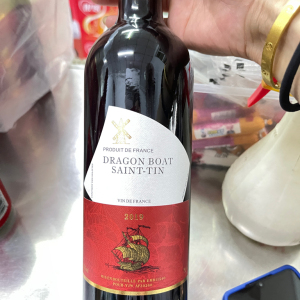 PRODUIT DE FRANCE
DRAGON BOAT
SAINT-TIN
VIN DE FRANCE
2019